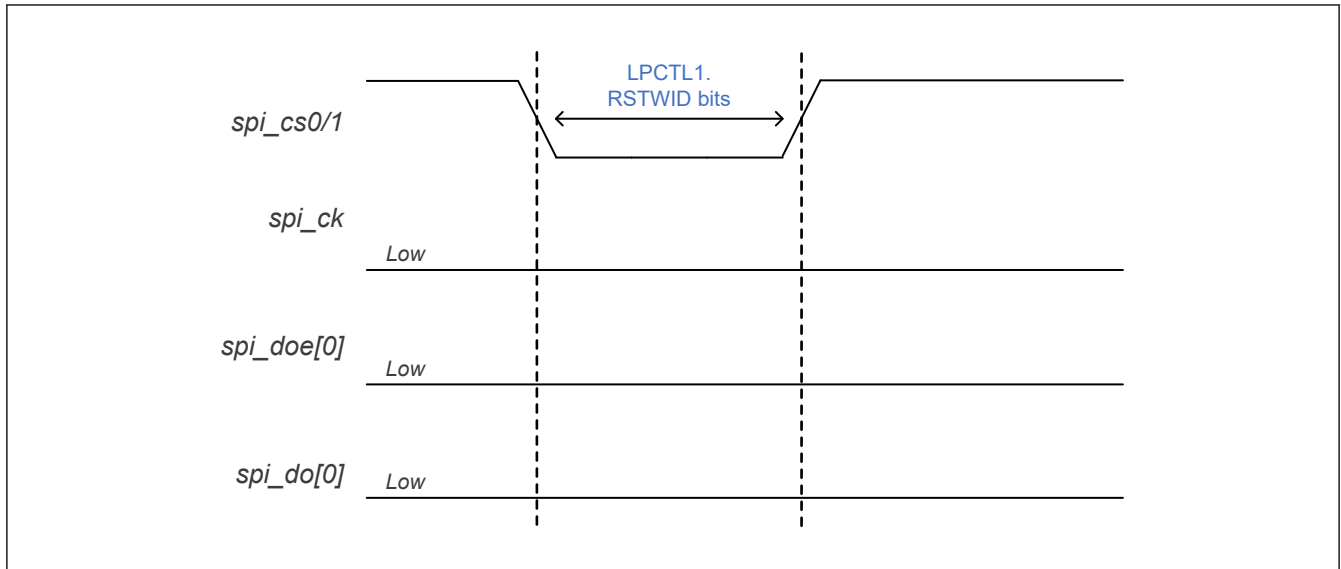 LPCTL1.
RSTWID bits
spi_cs0/1
spi_ck
Low
spi_doe[0]
Low
spi_do[0]
Low